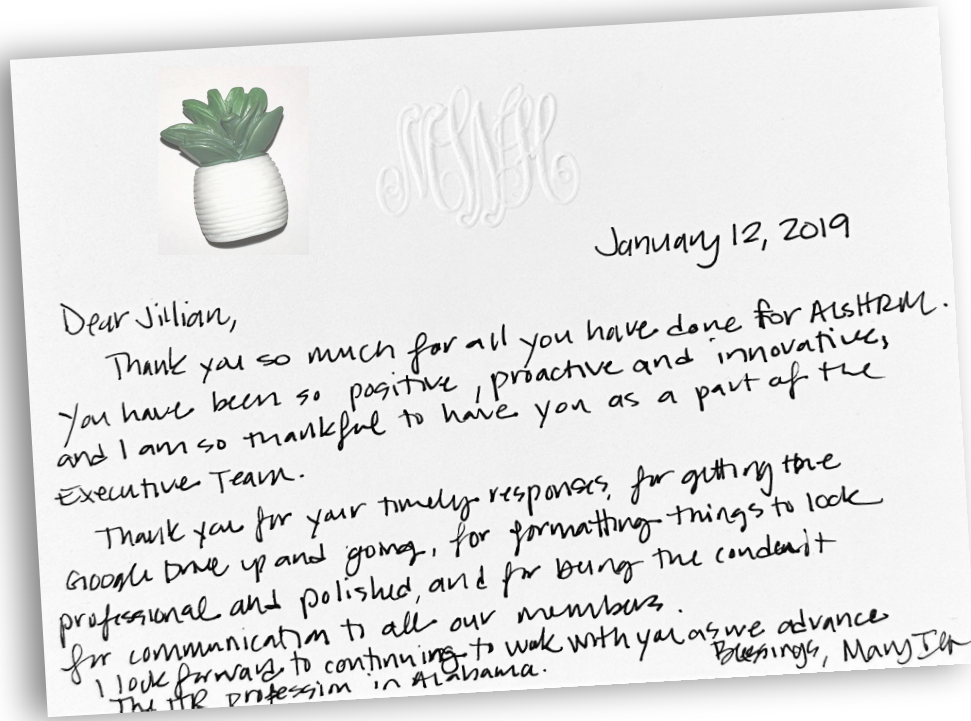 January 12, 2019
Dear Jillian,
Thank you so much for all you have done for ALSHRM.
You have been so positive, proactive and innovative,
and I am so thankful to have you as a part of the
Executive Team.
Thank you for your timely responses, for getting the
Google Drive up and going, for formatting things to look
professional and polished, and for being the conduit
for communication to all our members.
I look forward to continuing to work with you as we advance
the HR profession in Alabama.
Blessings, Mary